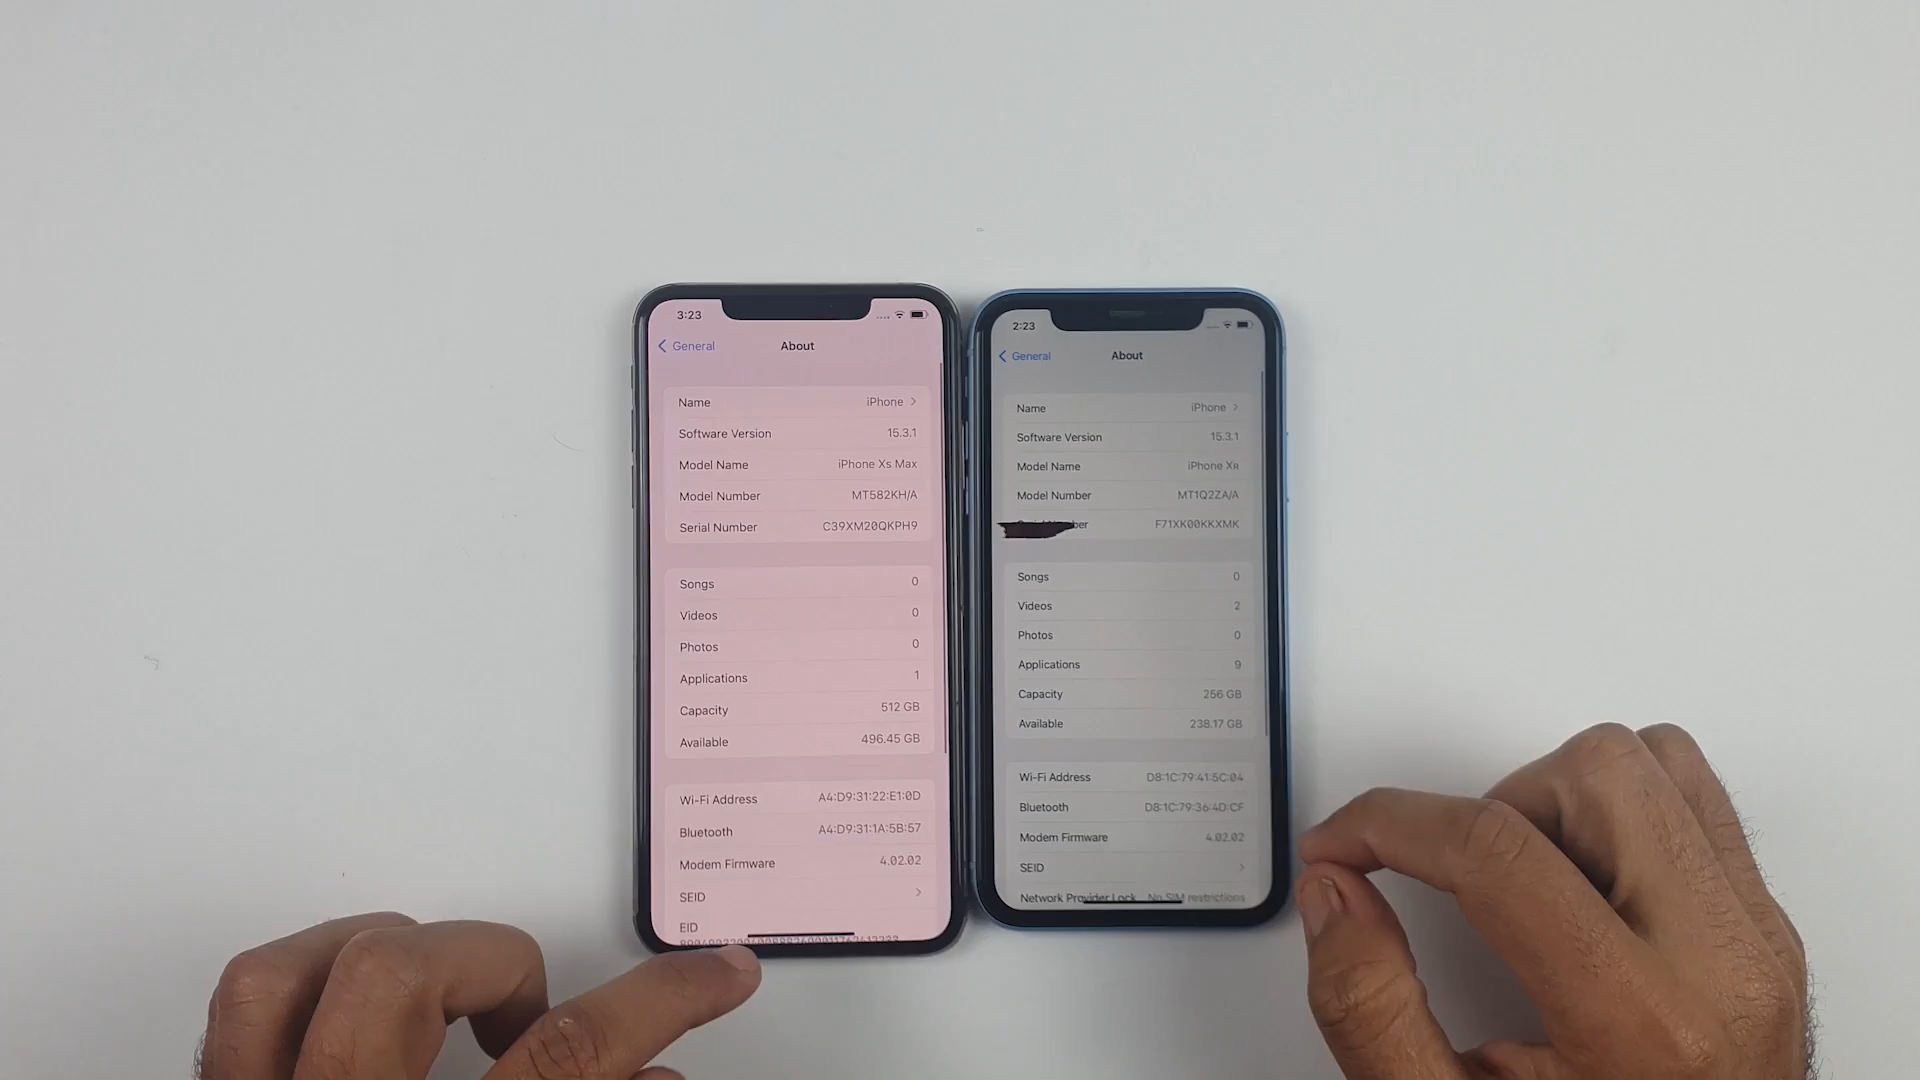 3:23
General
About
Name iPhone
Software Version 15.3.1
Model Name iPhone Xs Max
Model Number MT582KH/A
Serial Number C39XM20QKPH9
Songs 0
Videos 0
Photos 0
Applications 1
Capacity 512 GB
Available 496.45 GB
Wi-Fi Address A4:D9:31:22:E1:0D
Bluetooth A4:D9:31:1A:5B:57
Modem Firmware 4.02.02
SEID
EID
2:23
General
About
Name iPhone
Software Version 15.3.1
Model Name iPhone XR
Model Number MT1Q2ZA/A
F71XK00KKXMK
Songs 0
Videos 2
Photos 0
Applications 9
Capacity 256 GB
Available 238.17 GB
Wi-Fi Address D8:1C:79:41:5C:04
Bluetooth D8:1C:79:36:4D:CF
Modem Firmware 4.02.02
SEID
Network Provider Lock No SIM restrictions